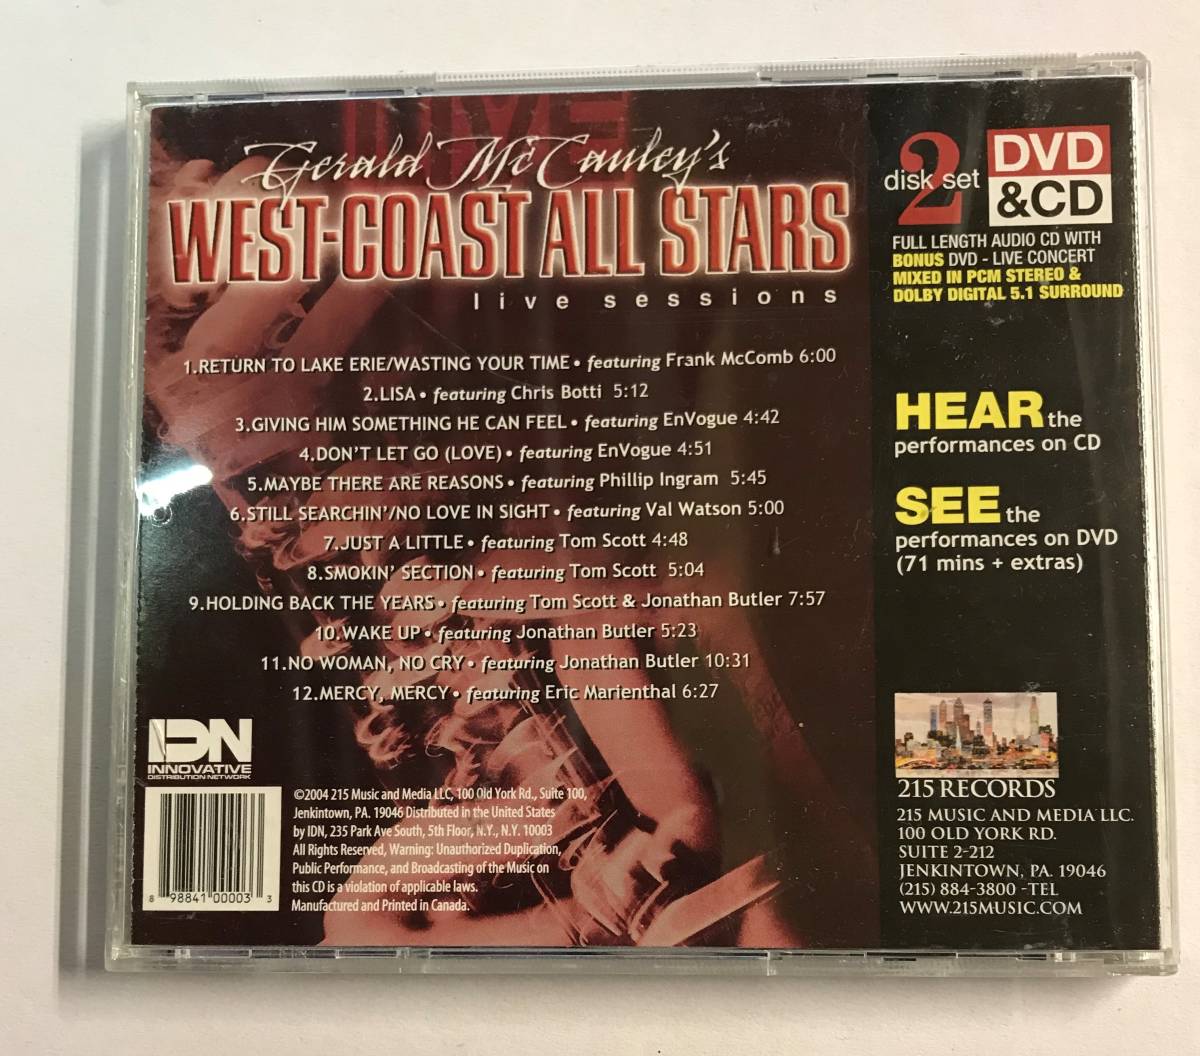 LIVE
Gerald McCauley's
WEST-COAST ALL STARS
live sessions
1.RETURN TO LAKE ERIE/WASTING YOUR TIME • featuring Frank McComb 6:00
2.LISA • featuring Chris Botti 5:12
3.GIVING HIM SOMETHING HE CAN FEEL • featuring EnVogue 4:42
4.DON'T LET GO (LOVE) • featuring EnVogue 4:51
5.MAYBE THERE ARE REASONS • featuring Phillip Ingram 5:45
6.STILL SEARCHIN'/NO LOVE IN SIGHT • featuring Val Watson 5:00
7.JUST A LITTLE • featuring Tom Scott 4:48
8.SMOKIN' SECTION • featuring Tom Scott 5:04
9.HOLDING BACK THE YEARS • featuring Tom Scott & Jonathan Butler 7:57
10.WAKE UP • featuring Jonathan Butler 5:23
11.NO WOMAN, NO CRY • featuring Jonathan Butler 10:31
12.MERCY, MERCY • featuring Eric Marienthal 6:27
IDN
INNOVATIVE
DISTRIBUTION NETWORK
8 98841 00003 3
©2004 215 Music and Media LLC, 100 Old York Rd., Suite 100,
Jenkintown, PA. 19046 Distributed in the United States
by IDN, 235 Park Ave South, 5th Floor, N.Y., N.Y. 10003
All Rights Reserved, Warning: Unauthorized Duplication,
Public Performance, and Broadcasting of the Music on
this CD is a violation of applicable laws.
Manufactured and Printed in Canada.
2 disk set
DVD
&CD
FULL LENGTH AUDIO CD WITH
BONUS DVD - LIVE CONCERT
MIXED IN PCM STEREO &
DOLBY DIGITAL 5.1 SURROUND
HEAR the
performances on CD
SEE the
performances on DVD
(71 mins + extras)
215 RECORDS
215 MUSIC AND MEDIA LLC.
100 OLD YORK RD.
SUITE 2-212
JENKINTOWN, PA. 19046
(215) 884-3800 -TEL
WWW.215MUSIC.COM